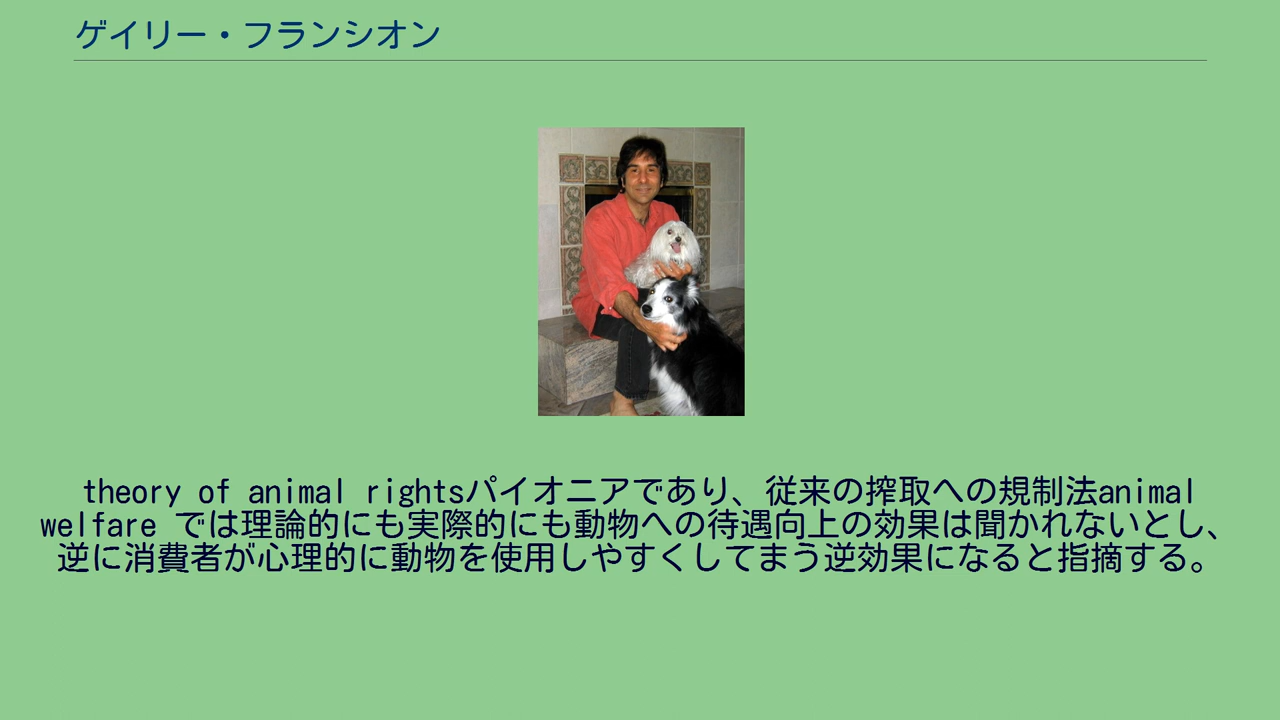 ゲイリー・フランシオン
theory of animal rightsパイオニアであり、従来の搾取への規制法animal
welfare では理論的にも実際的にも動物への待遇向上の効果は聞かれないとし、
逆に消費者が心理的に動物を使用しやすくしてまう逆効果になると指摘する。